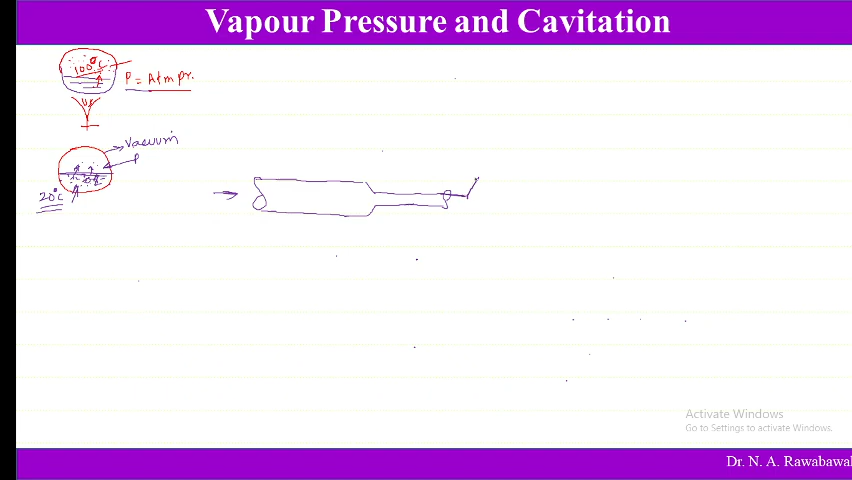 Vapour Pressure and Cavitation
100°C
P = Atm pr.
Vacuum
P
20°C
Activate Windows
Go to Settings to activate Windows.
Dr. N. A. Rawabawal